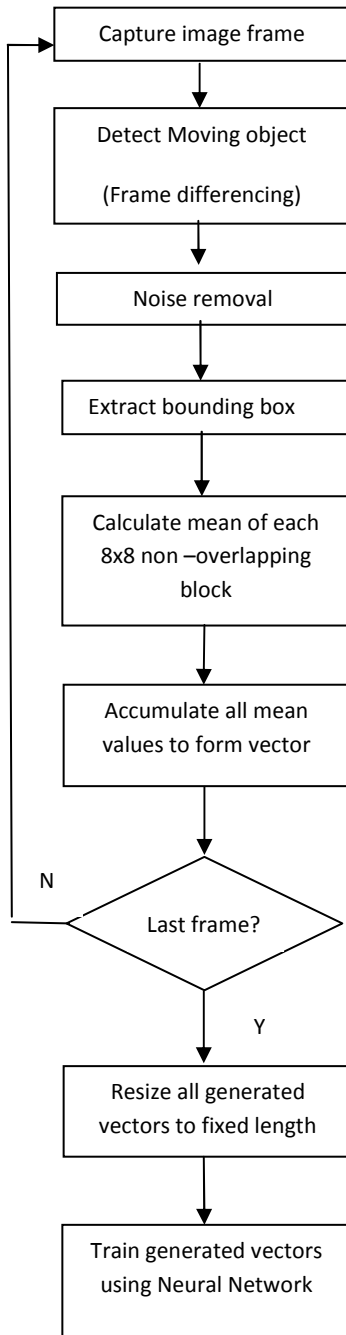 Capture image frame
Detect Moving object
(Frame differencing)
Noise removal
Extract bounding box
Calculate mean of each
8x8 non –overlapping
block
Accumulate all mean
values to form vector
N
Last frame?
Y
Resize all generated
vectors to fixed length
Train generated vectors
using Neural Network